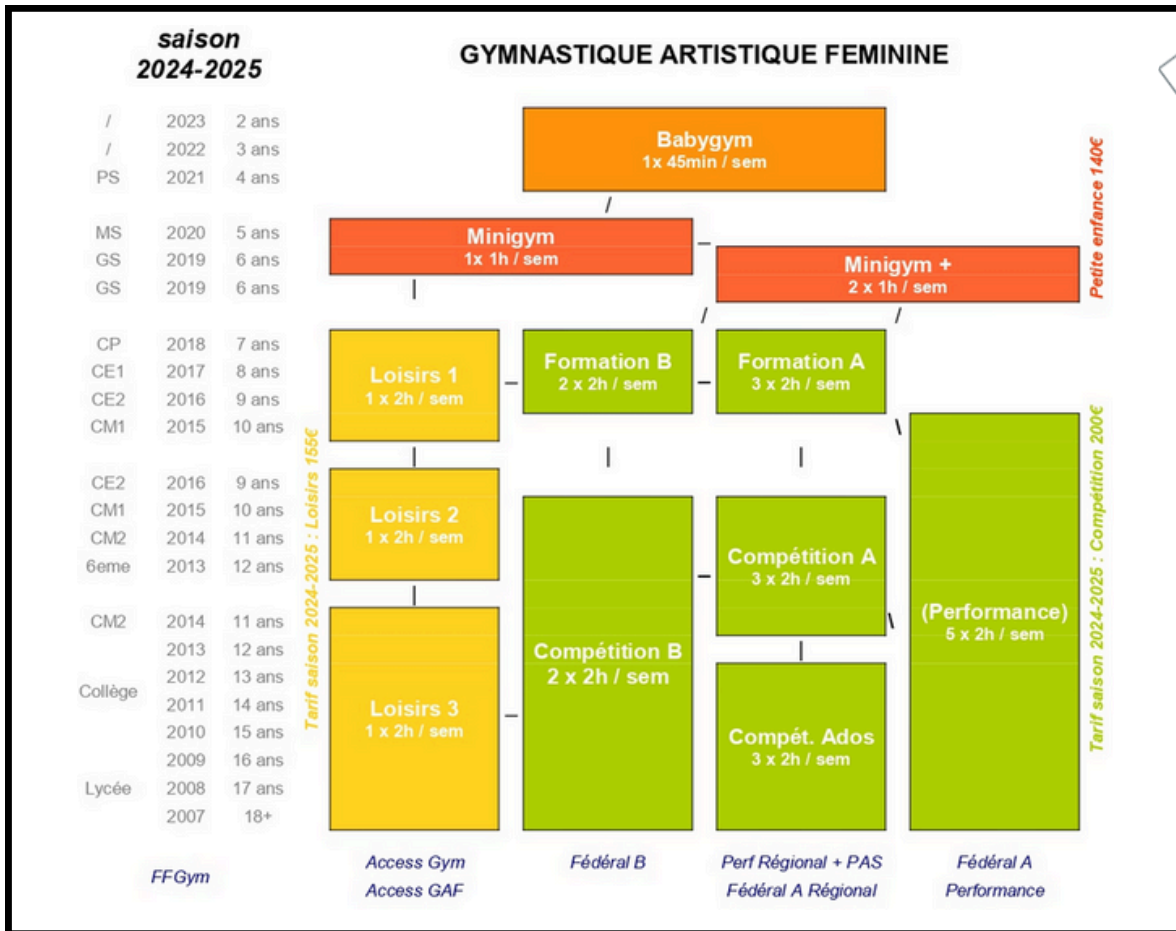 saison
2024-2025
GYMNASTIQUE ARTISTIQUE FEMININE
/ 2023 2 ans
/ 2022 3 ans
PS 2021 4 ans
Babygym
1x 45min / sem
/
MS 2020 5 ans
GS 2019 6 ans
GS 2019 6 ans
Minigym
1x 1h / sem
Minigym +
2 x 1h / sem
Petite enfance 140€
CP 2018 7 ans
CE1 2017 8 ans
CE2 2016 9 ans
CM1 2015 10 ans
Loisirs 1
1 x 2h / sem
Formation B
2 x 2h / sem
Formation A
3 x 2h / sem
CE2 2016 9 ans
CM1 2015 10 ans
CM2 2014 11 ans
6eme 2013 12 ans
Tarif saison 2024-2025 : Loisirs 155€
Loisirs 2
1 x 2h / sem
Compétition A
3 x 2h / sem
Tarif saison 2024-2025 : Compétition 200€
CM2 2014 11 ans
2013 12 ans
2012 13 ans
Collège
2011 14 ans
2010 15 ans
2009 16 ans
Lycée 2008 17 ans
2007 18+
Loisirs 3
1 x 2h / sem
Compétition B
2 x 2h / sem
Compét. Ados
3 x 2h / sem
(Performance)
5 x 2h / sem
FFGym
Access Gym
Access GAF
Fédéral B
Perf Régional + PAS
Fédéral A Régional
Fédéral A
Performance